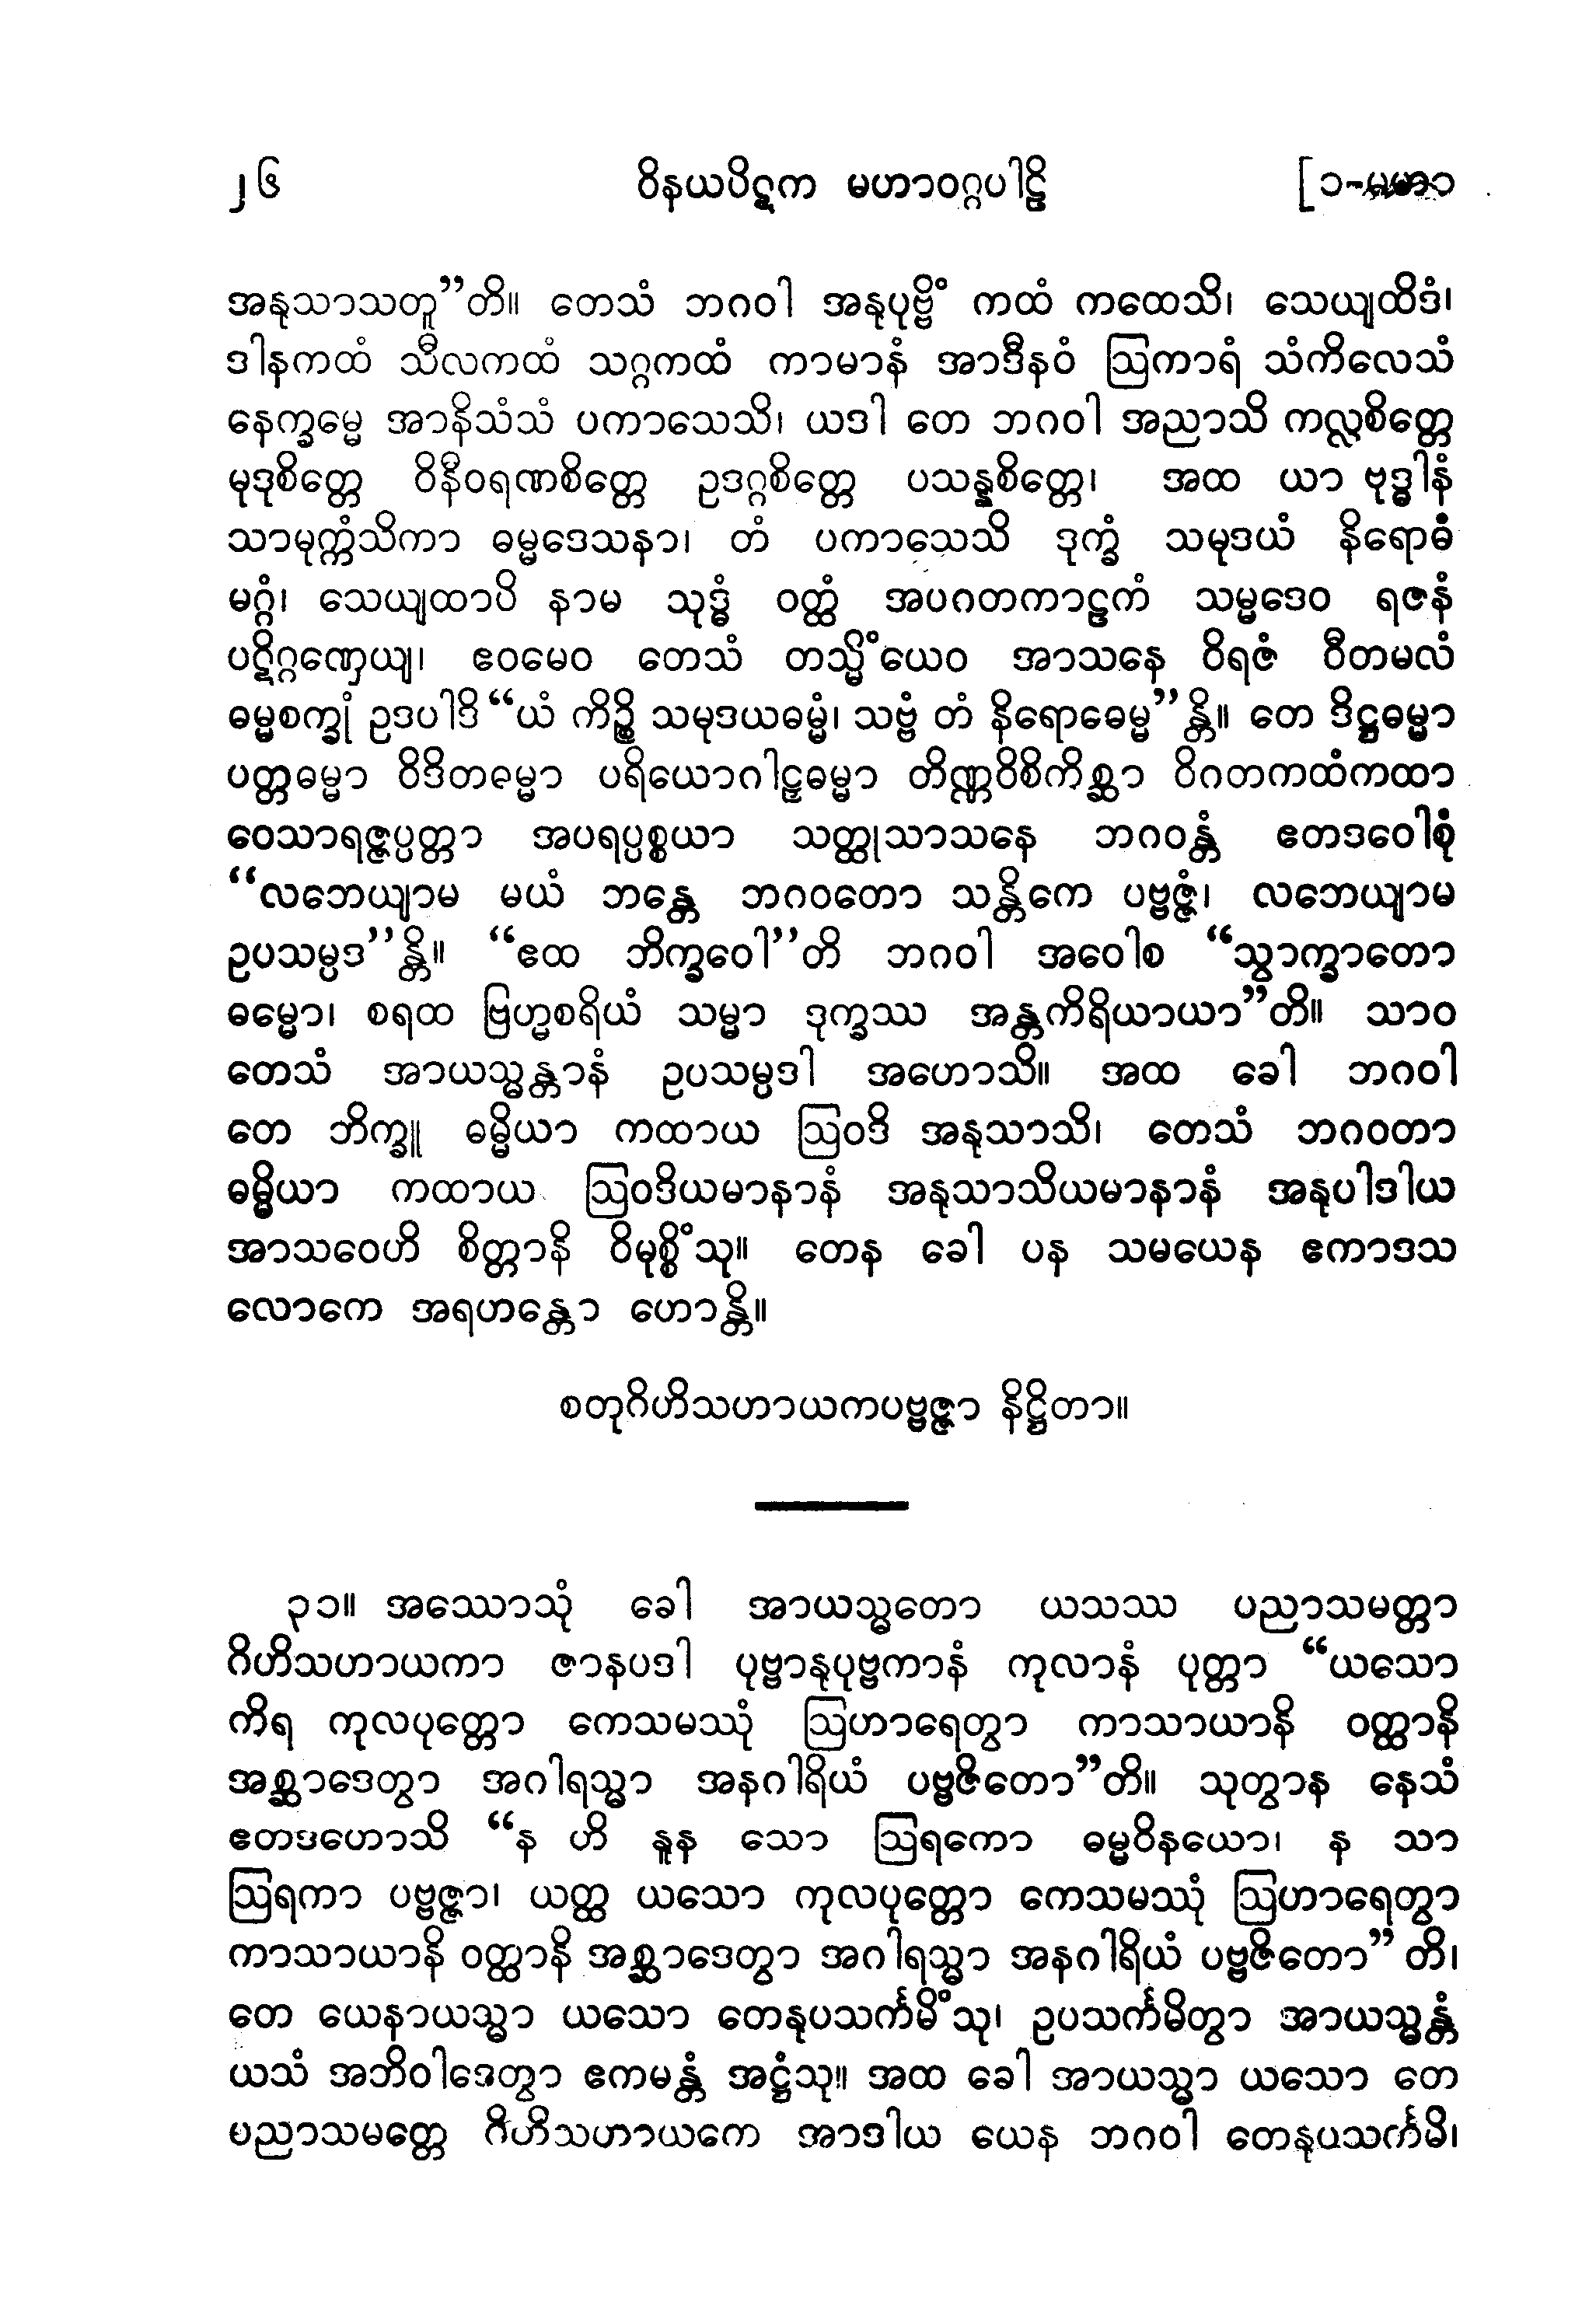 ၂၆ ဝိနယပိဋက မဟာဝဂ္ဂပါဠိ [၁-မဟာ
အနုသာသတူ”တိ။ တေသံ ဘဂဝါ အနုပုဗ္ဗိံ ကထံ ကထေသိ၊ သေယျထိဒံ၊
ဒါနကထံ သီလကထံ သဂ္ဂကထံ ကာမာနံ အာဒီနဝံ ဩကာရံ သံကိလေသံ
နေက္ခမ္မေ အာနိသံသံ ပကာသေသိ၊ ယဒါ တေ ဘဂဝါ အညာသိ ကလ္လစိတ္တေ
မုဒုစိတ္တေ ဝိနီဝရဏစိတ္တေ ဥဒဂ္ဂစိတ္တေ ပသန္နစိတ္တေ၊ အထ ယာ ဗုဒ္ဓါနံ
သာမုက္ကံသိကာ ဓမ္မဒေသနာ၊ တံ ပကာသေသိ ဒုက္ခံ သမုဒယံ နိရောဓံ
မဂ္ဂံ၊ သေယျထာပိ နာမ သုဒ္ဓံ ဝတ္ထံ အပဂတကာဠကံ သမ္မဒေဝ ရဇနံ
ပဋိဂ္ဂဏှေယျ၊ ဧဝမေဝ တေသံ တသ္မိံယေဝ အာသနေ ဝိရဇံ ဝီတမလံ
ဓမ္မစက္ခုံ ဥဒပါဒိ “ယံ ကိဉ္စိ သမုဒယဓမ္မံ၊ သဗ္ဗံ တံ နိရောဓဓမ္မ”န္တိ။ တေ ဒိဋ္ဌဓမ္မာ
ပတ္တဓမ္မာ ဝိဒိတဓမ္မာ ပရိယောဂါဠှဓမ္မာ တိဏ္ဏဝိစိကိစ္ဆာ ဝိဂတကထံကထာ
ဝေသာရဇ္ဇပ္ပတ္တာ အပရပ္ပစ္စယာ သတ္ထုသာသနေ ဘဂဝန္တံ ဧတဒဝေါစုံ
“လဘေယျာမ မယံ ဘန္တေ ဘဂဝတော သန္တိကေ ပဗ္ဗဇ္ဇံ၊ လဘေယျာမ
ဥပသမ္ပဒ”န္တိ။ “ဧထ ဘိက္ခဝေါ”တိ ဘဂဝါ အဝေါစ “သွာက္ခာတော
ဓမ္မော၊ စရထ ဗြဟ္မစရိယံ သမ္မာ ဒုက္ခဿ အန္တကိရိယာယာ”တိ။ သာဝ
တေသံ အာယသ္မန္တာနံ ဥပသမ္ပဒါ အဟောသိ။ အထ ခေါ ဘဂဝါ
တေ ဘိက္ခူ ဓမ္မိယာ ကထာယ ဩဝဒိ အနုသာသိ၊ တေသံ ဘဂဝတာ
ဓမ္မိယာ ကထာယ ဩဝဒိယမာနာနံ အနုသာသိယမာနာနံ အနုပါဒါယ
အာသဝေဟိ စိတ္တာနိ ဝိမုစ္စိံသု။ တေန ခေါ ပန သမယေန ဧကာဒသ
လောကေ အရဟန္တော ဟောန္တိ။
စတုဂိဟိသဟာယကပဗ္ဗဇ္ဇာ နိဋ္ဌိတာ။
၃၁။ အဿောသုံ ခေါ အာယသ္မတော ယသဿ ပညာသမတ္တာ
ဂိဟိသဟာယကာ ဇာနပဒါ ပုဗ္ဗာနုပုဗ္ဗကာနံ ကုလာနံ ပုတ္တာ “ယသော
ကိရ ကုလပုတ္တော ကေသမဿုံ ဩဟာရေတွာ ကာသာယာနိ ဝတ္ထာနိ
အစ္ဆာဒေတွာ အဂါရသ္မာ အနဂါရိယံ ပဗ္ဗဇိတော”တိ။ သုတွာန နေသံ
ဧတဒဟောသိ “န ဟိ နူန သော ဩရကော ဓမ္မဝိနယော၊ န သာ
ဩရကာ ပဗ္ဗဇ္ဇာ၊ ယတ္ထ ယသော ကုလပုတ္တော ကေသမဿုံ ဩဟာရေတွာ
ကာသာယာနိ ဝတ္ထာနိ အစ္ဆာဒေတွာ အဂါရသ္မာ အနဂါရိယံ ပဗ္ဗဇိတော” တိ၊
တေ ယေနာယသ္မာ ယသော တေနုပသင်္ကမိံသု၊ ဥပသင်္ကမိတွာ အာယသ္မန္တံ
ယသံ အဘိဝါဒေတွာ ဧကမန္တံ အဋ္ဌံသု။ အထ ခေါ အာယသ္မာ ယသော တေ
ပညာသမတ္တေ ဂိဟိသဟာယကေ အာဒါယ ယေန ဘဂဝါ တေနုပသင်္ကမိ၊